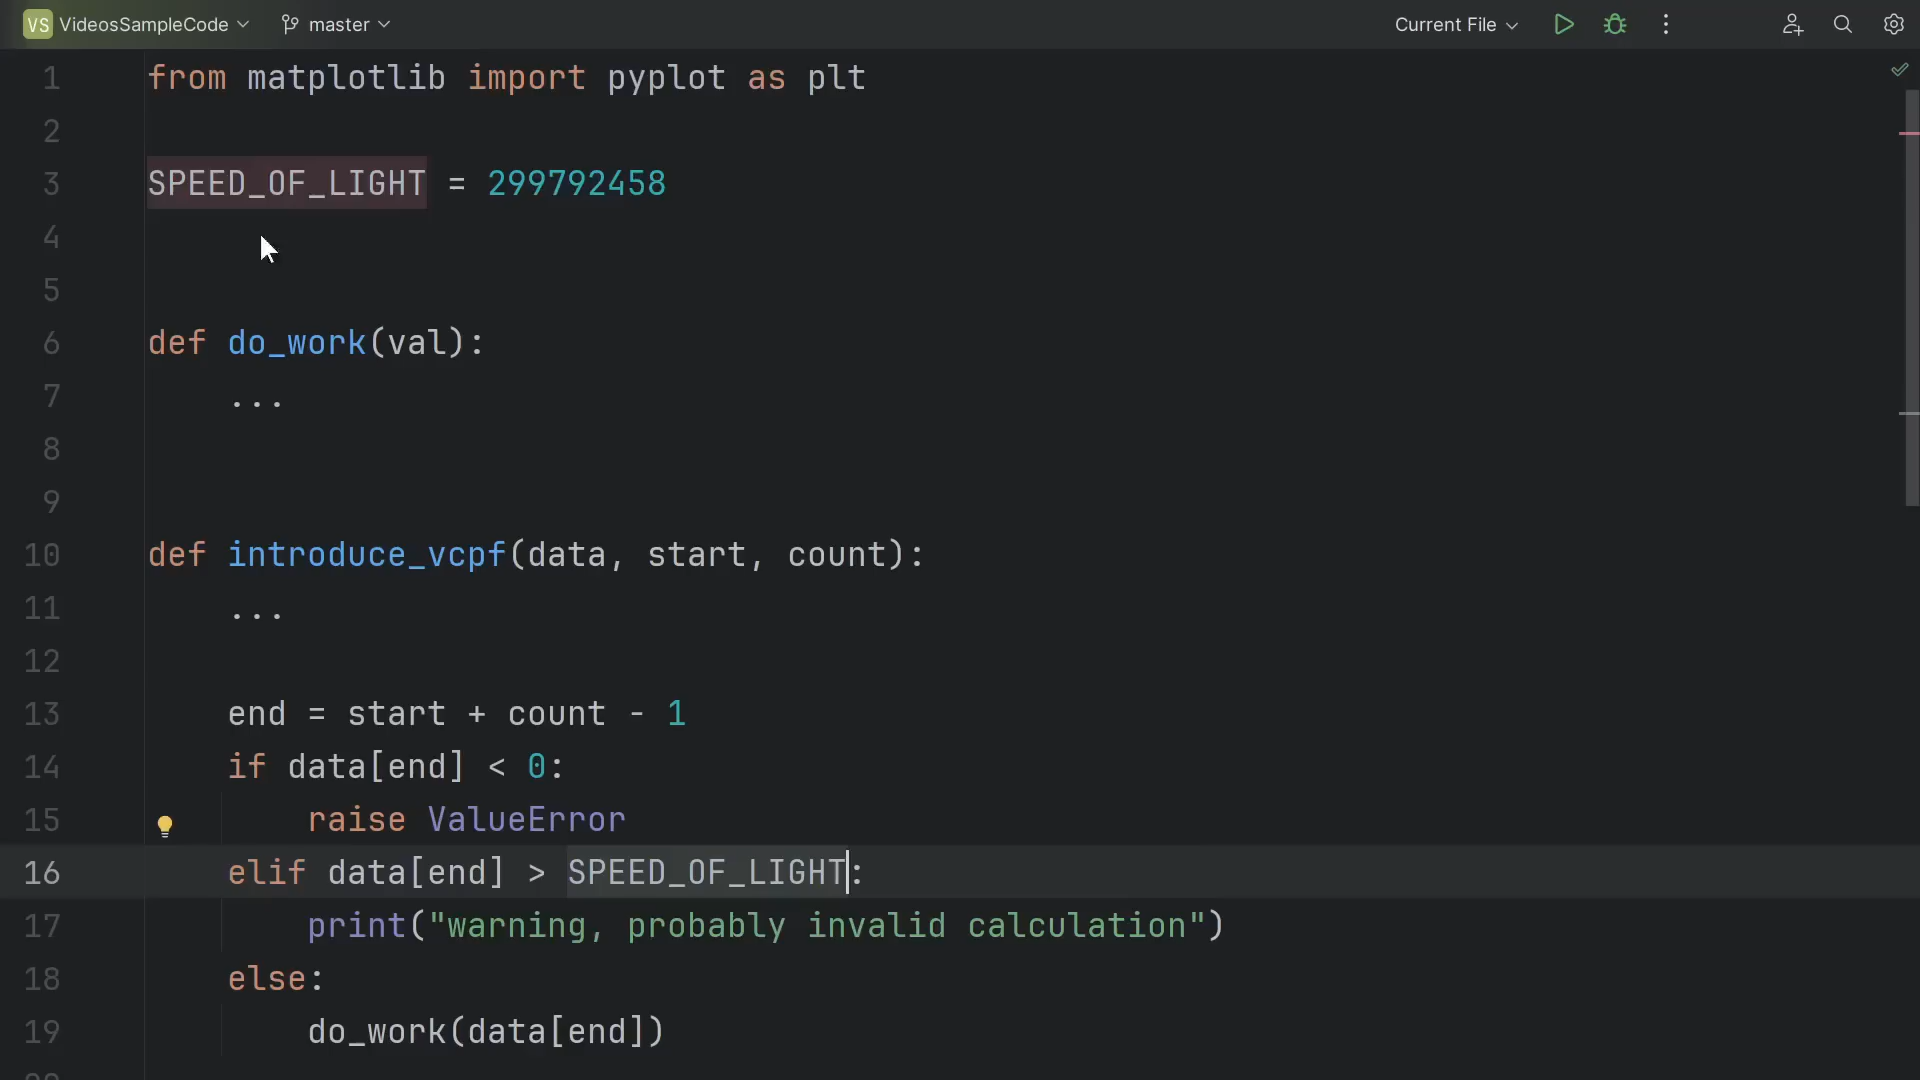 VS VideosSampleCode master Current File
1 from matplotlib import pyplot as plt
2
3 SPEED_OF_LIGHT = 299792458
4
5
6 def do_work(val):
7     ...
8
9
10 def introduce_vcpf(data, start, count):
11     ...
12
13     end = start + count - 1
14     if data[end] < 0:
15         raise ValueError
16     elif data[end] > SPEED_OF_LIGHT:
17         print("warning, probably invalid calculation")
18     else:
19         do_work(data[end])